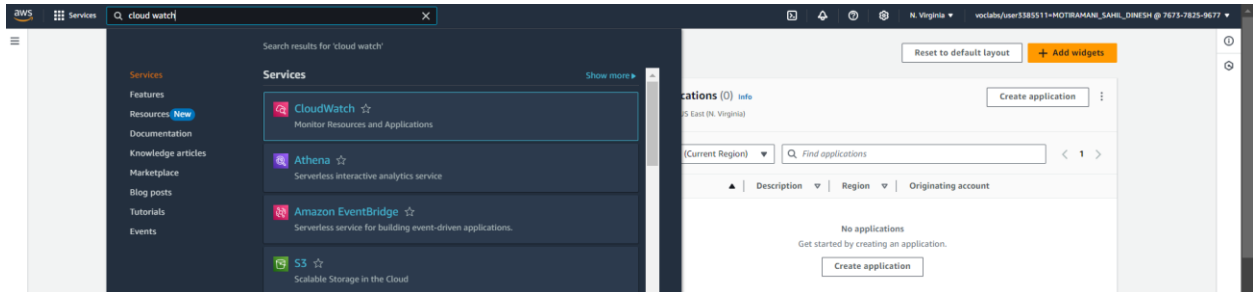 aws Services cloud watch N. Virginia voclabs/user3385511=MOTIRAMANI_SAHIL_DINESH @ 7673-7825-9677
Search results for 'cloud watch'
Reset to default layout + Add widgets
Services
Features
Resources New
Documentation
Knowledge articles
Marketplace
Blog posts
Tutorials
Events
Services Show more
CloudWatch
Monitor Resources and Applications
Athena
Serverless interactive analytics service
Amazon EventBridge
Serverless service for building event-driven applications.
S3
Scalable Storage in the Cloud
cations (0) Info Create application
US East (N. Virginia)
(Current Region) Find applications 1
Description Region Originating account
No applications
Get started by creating an application.
Create application